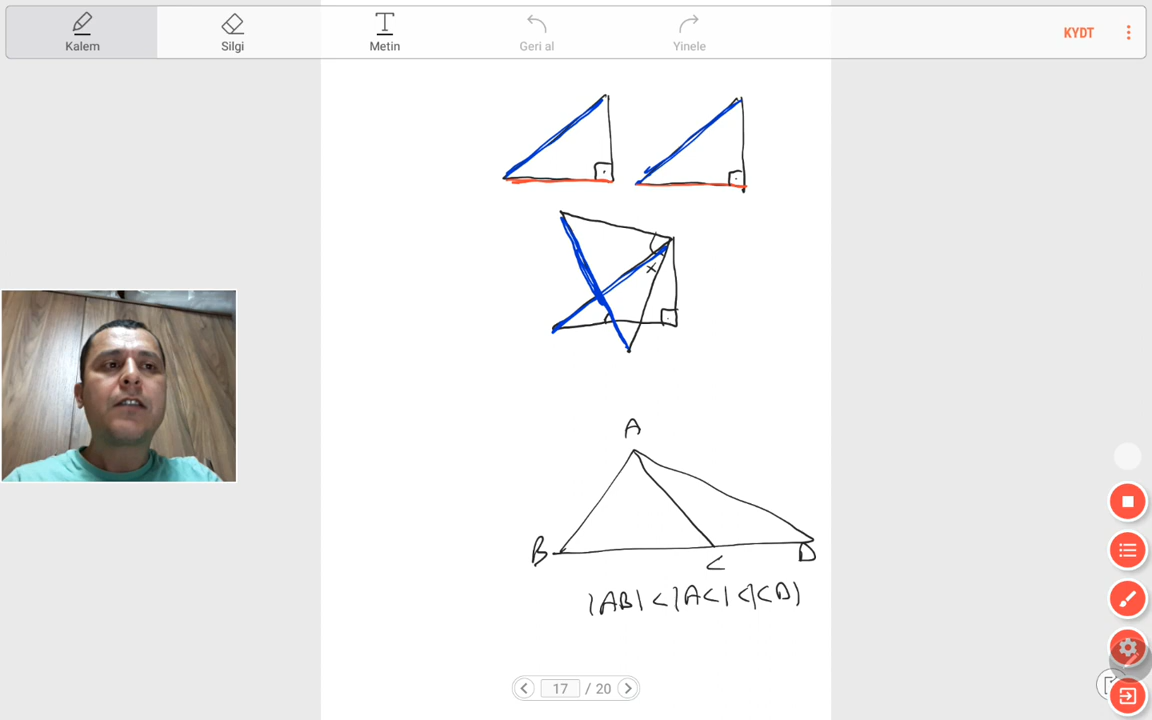 Kalem
Silgi
Metin
Geri al
Yinele
KYDT
x
A
B
C
D
|AB| < |AC| < |CD|
17 / 20